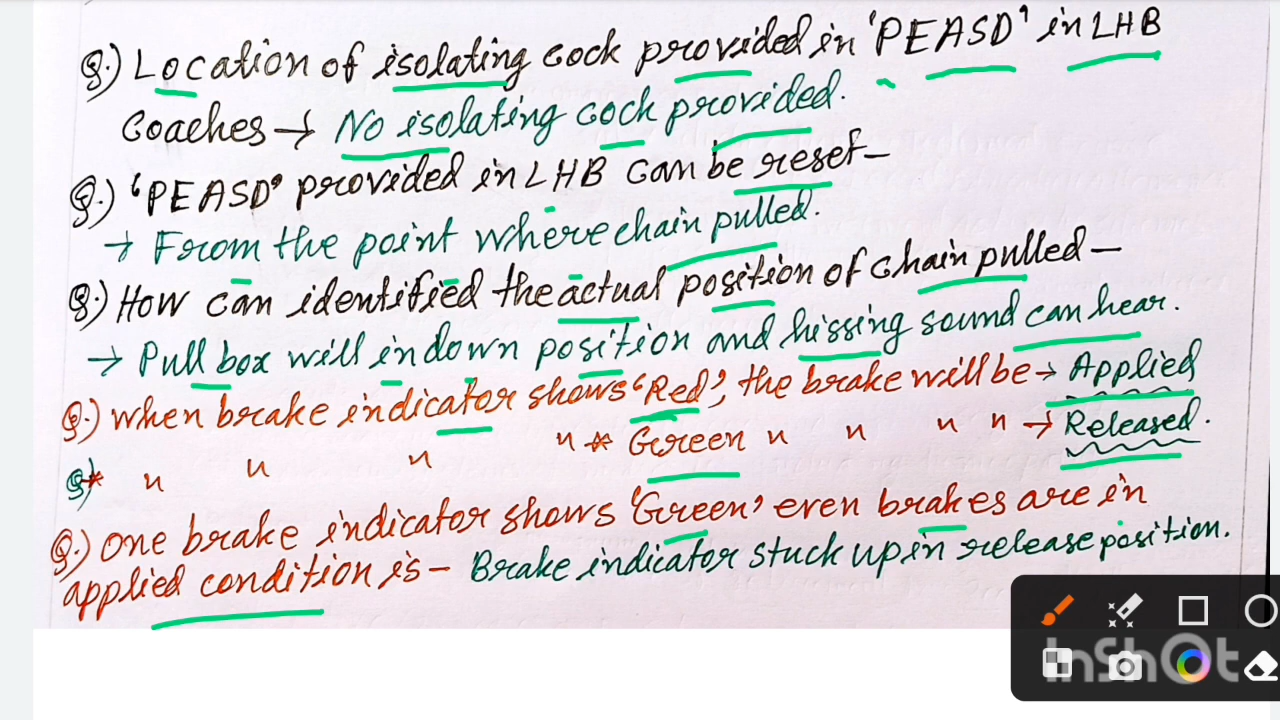 Q.) Location of isolating cock provided in 'PEASD' in LHB
Coaches → No isolating cock provided.
Q.) 'PEASD' provided in LHB can be reset-
→ From the point where chain pulled.
Q.) How can identified the actual position of chain pulled-
→ Pull box will in down position and hissing sound can hear.
Q.) When brake indicator shows 'Red', the brake will be → Applied
Q* " " " " * Green " " " " → Released.
Q.) One brake indicator shows 'Green' even brakes are in
applied condition is- Brake indicator stuck up in release position.
InShOt